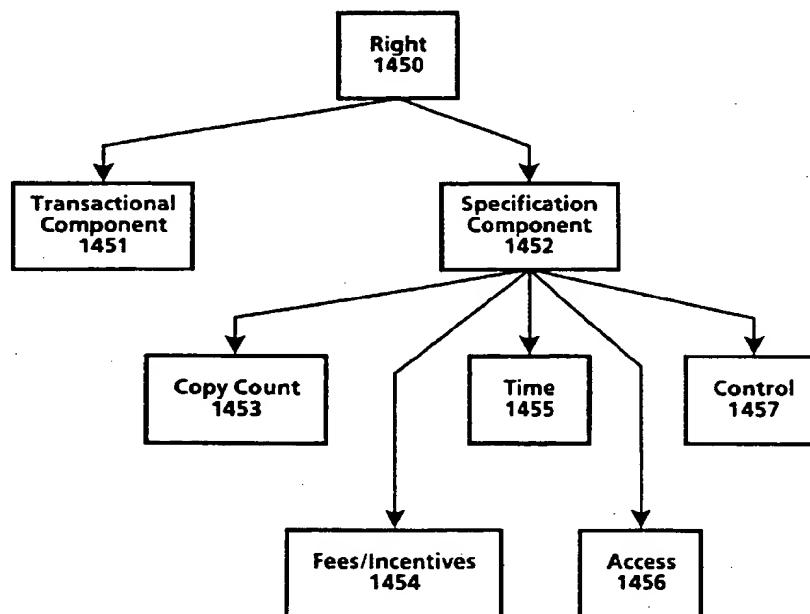 Right
1450
Transactional
Component
1451
Specification
Component
1452
Copy Count
1453
Time
1455
Control
1457
Fees/Incentives
1454
Access
1456